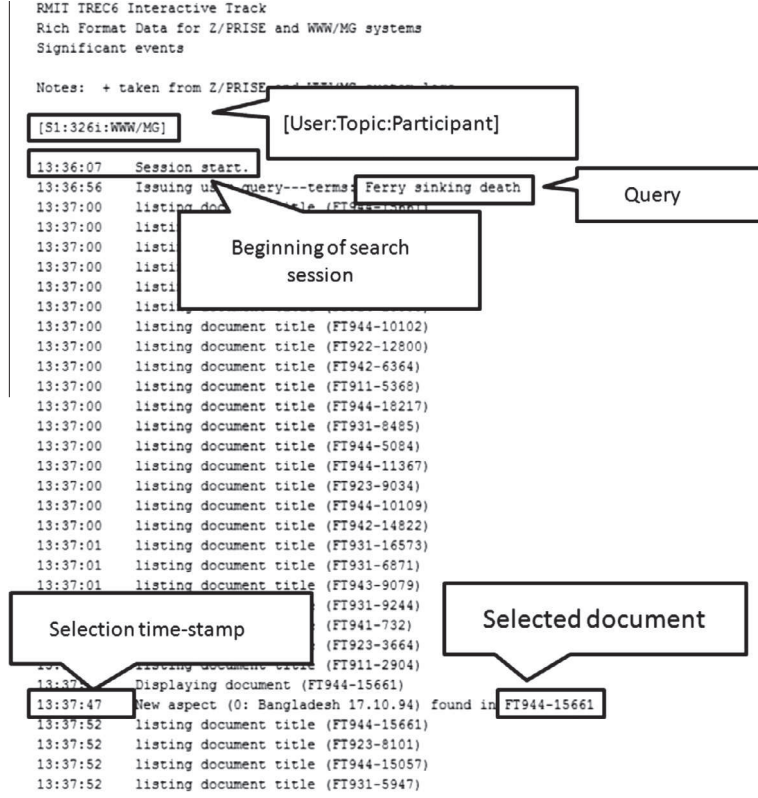 RMIT TREC6 Interactive Track
Rich Format Data for Z/PRISE and WWW/MG systems
Significant events
Notes: + taken from Z/PRISE
[User:Topic:Participant]
[S1:326i:WWW/MG]
13:36:07 Session start.
13:36:56 Issuing query---terms: Ferry sinking death
Query
13:37:00 listing
13:37:00
13:37:00
13:37:00
13:37:00
13:37:00
Beginning of search
session
13:37:00 listing document title (FT944-10102)
13:37:00 listing document title (FT922-12800)
13:37:00 listing document title (FT942-6364)
13:37:00 listing document title (FT911-5368)
13:37:00 listing document title (FT944-18217)
13:37:00 listing document title (FT931-8485)
13:37:00 listing document title (FT944-5084)
13:37:00 listing document title (FT944-11367)
13:37:00 listing document title (FT923-9034)
13:37:00 listing document title (FT944-10109)
13:37:00 listing document title (FT942-14822)
13:37:01 listing document title (FT931-16573)
13:37:01 listing document title (FT931-6871)
13:37:01 listing document title (FT943-9079)
(FT931-9244)
(FT941-732)
(FT923-3664)
Selection time-stamp
Selected document
listing document title (FT911-2904)
Displaying document (FT944-15661)
13:37:47 New aspect (0: Bangladesh 17.10.94) found in FT944-15661
13:37:52 listing document title (FT944-15661)
13:37:52 listing document title (FT923-8101)
13:37:52 listing document title (FT944-15057)
13:37:52 listing document title (FT931-5947)